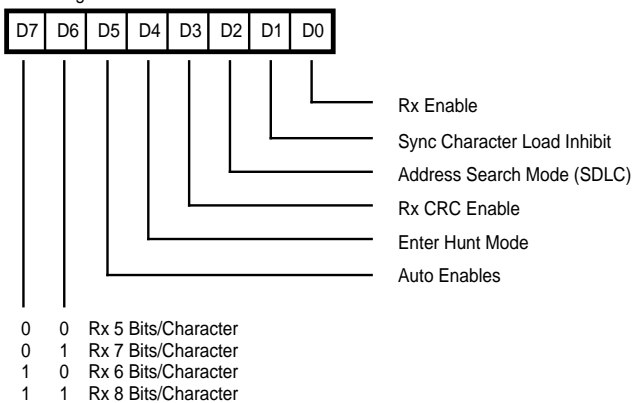 D7 D6 D5 D4 D3 D2 D1 D0
Rx Enable
Sync Character Load Inhibit
Address Search Mode (SDLC)
Rx CRC Enable
Enter Hunt Mode
Auto Enables
0 0 Rx 5 Bits/Character
0 1 Rx 7 Bits/Character
1 0 Rx 6 Bits/Character
1 1 Rx 8 Bits/Character